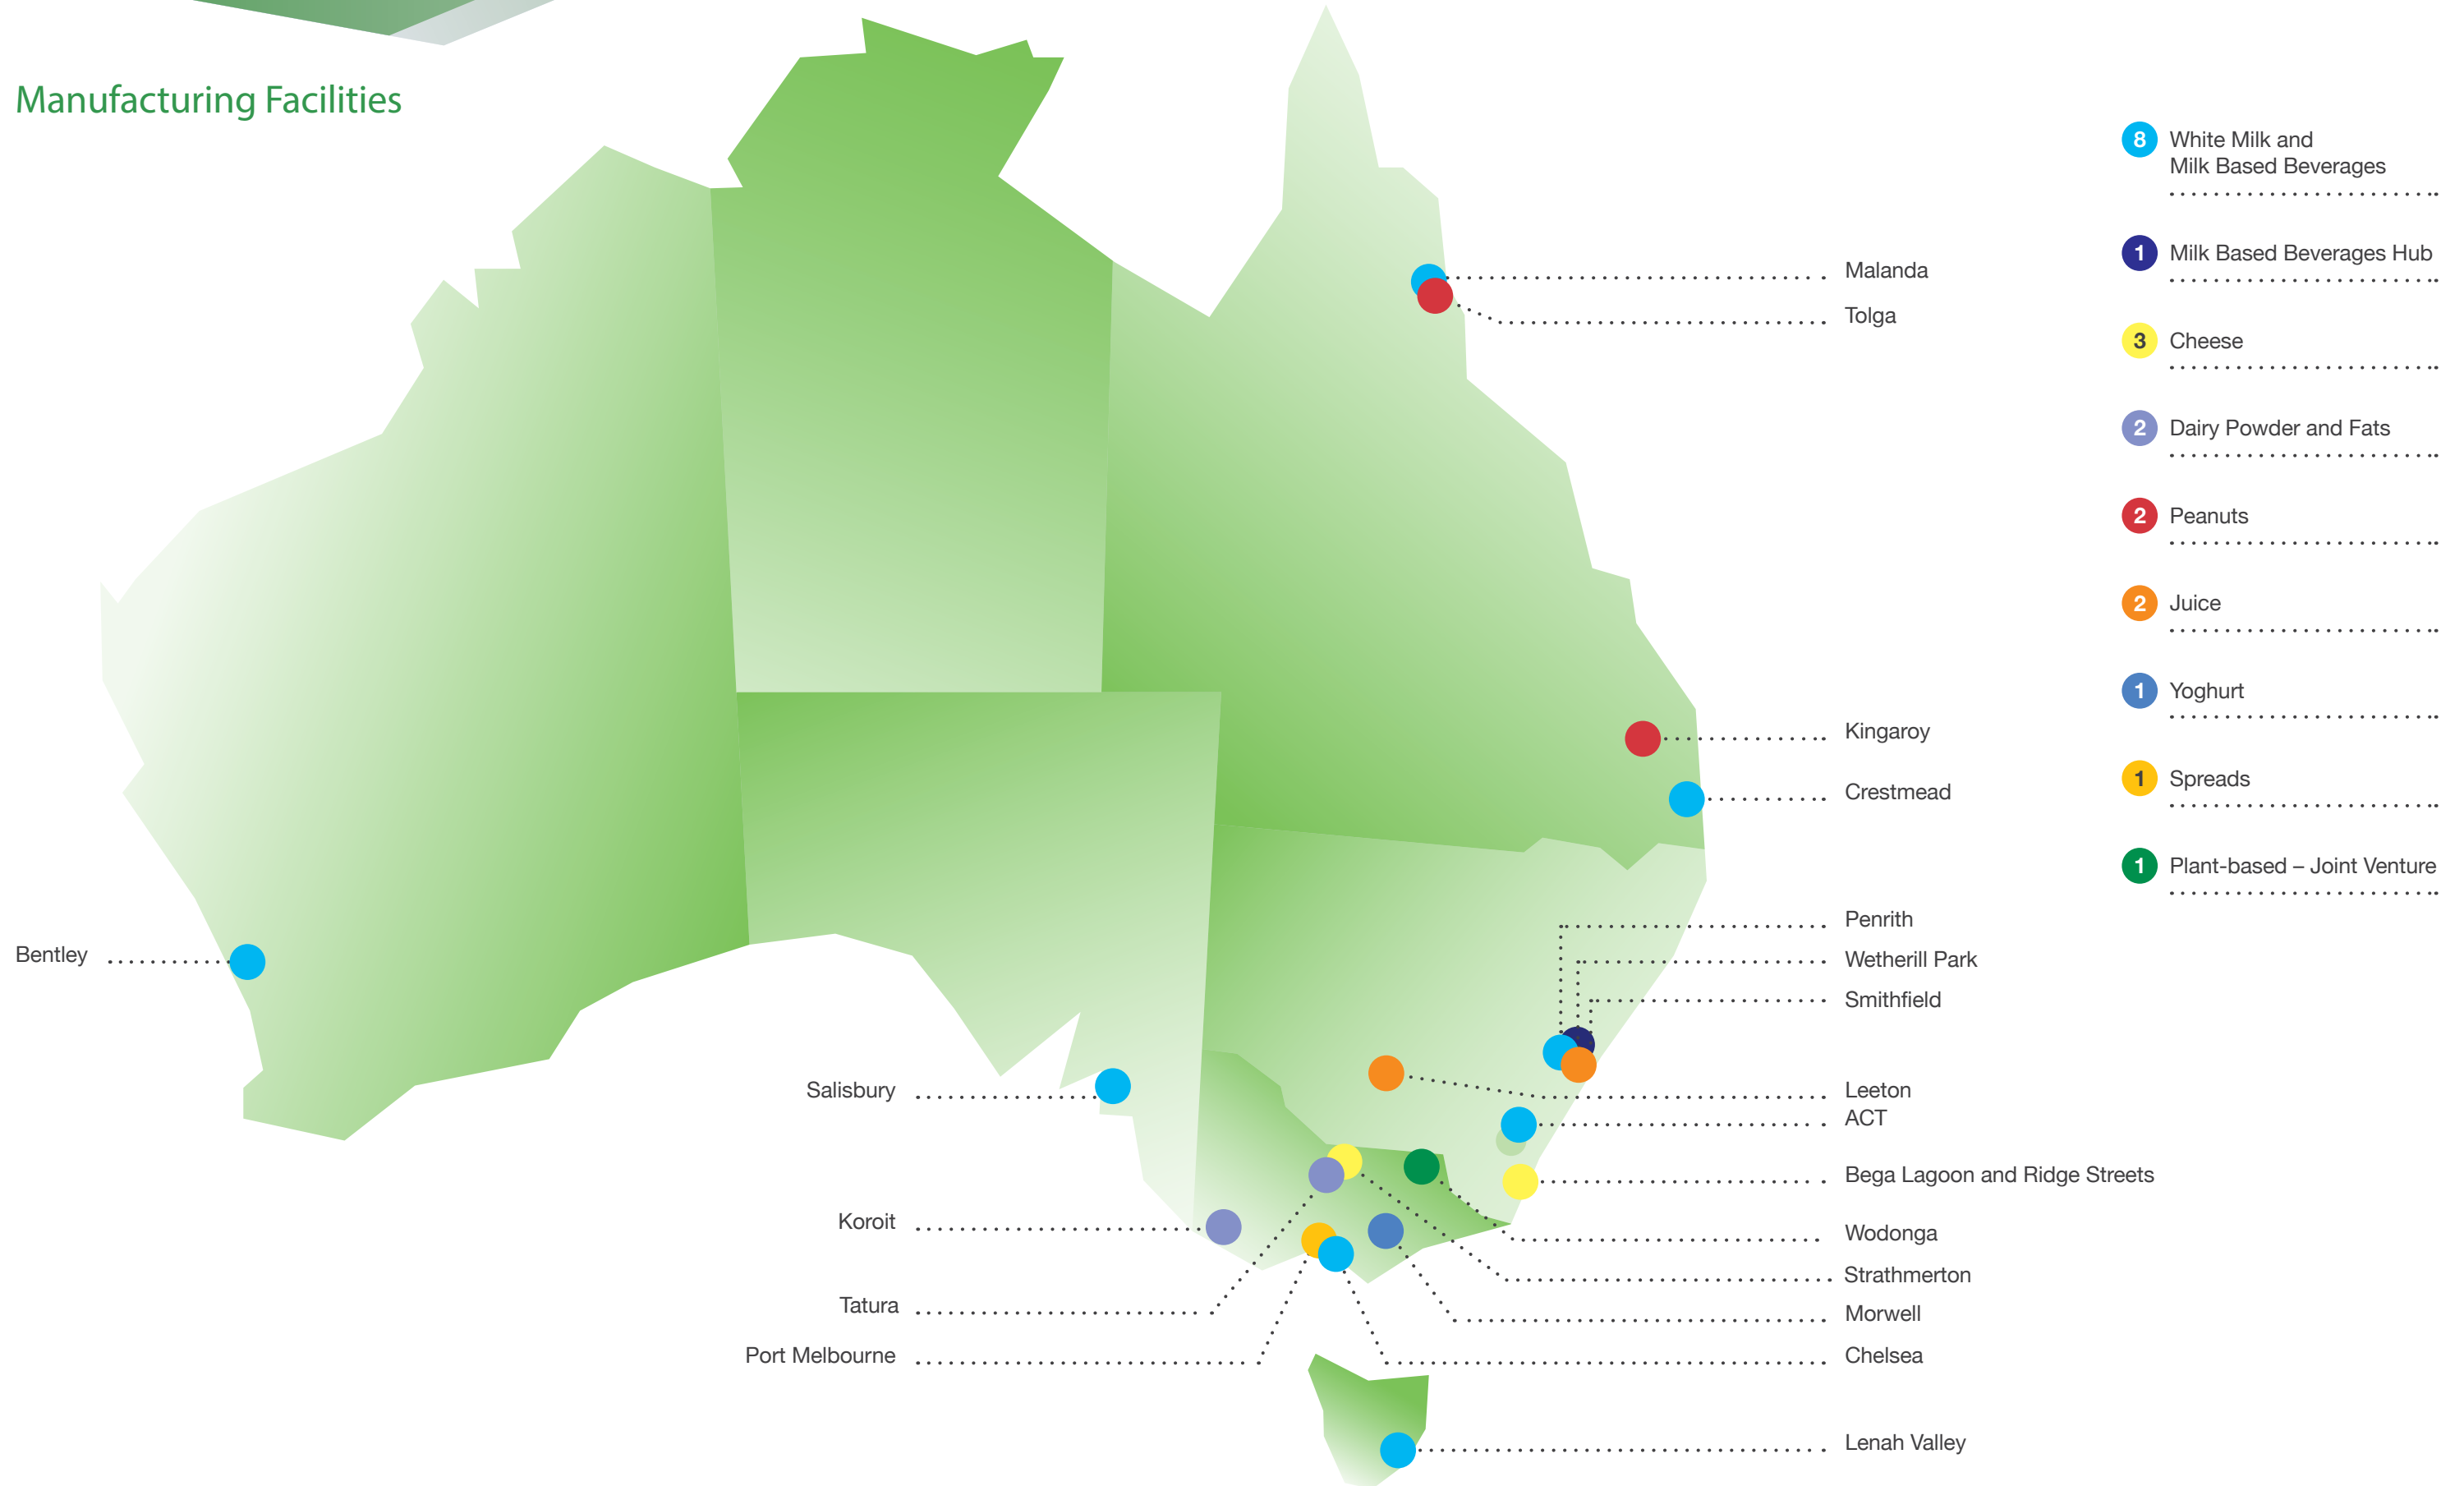 Manufacturing Facilities
8 White Milk and
Milk Based Beverages
1 Milk Based Beverages Hub
3 Cheese
2 Dairy Powder and Fats
2 Peanuts
2 Juice
1 Yoghurt
1 Spreads
1 Plant-based – Joint Venture
Malanda
Tolga
Kingaroy
Crestmead
Penrith
Wetherill Park
Smithfield
Leeton
ACT
Bega Lagoon and Ridge Streets
Wodonga
Strathmerton
Morwell
Chelsea
Lenah Valley
Bentley
Salisbury
Koroit
Tatura
Port Melbourne